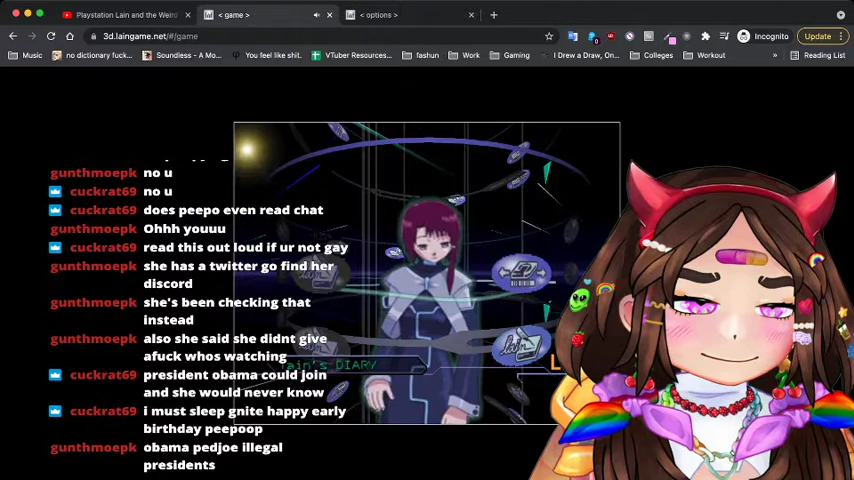 Playstation Lain and the Weird
< game >
< options >
3d.laingame.net/#/game
Incognito
Update
Music
no dictionary fuck...
Soundless - A Mo...
You feel like shit.
VTuber Resources...
fashun
Work
Gaming
I Drew a Draw, On...
Colleges
Workout
Reading List
gunthmoepk no u
cuckrat69 no u
cuckrat69 does peepo even read chat
gunthmoepk Ohhh youuu
cuckrat69 read this out loud if ur not gay
gunthmoepk she has a twitter go find her
discord
gunthmoepk she's been checking that
instead
gunthmoepk also she said she didnt give
afuck whos watching
cuckrat69 president obama could join
and she would never know
cuckrat69 i must sleep gnite happy early
birthday peepoop
gunthmoepk obama pedjoe illegal
presidents
lain's DIARY
L